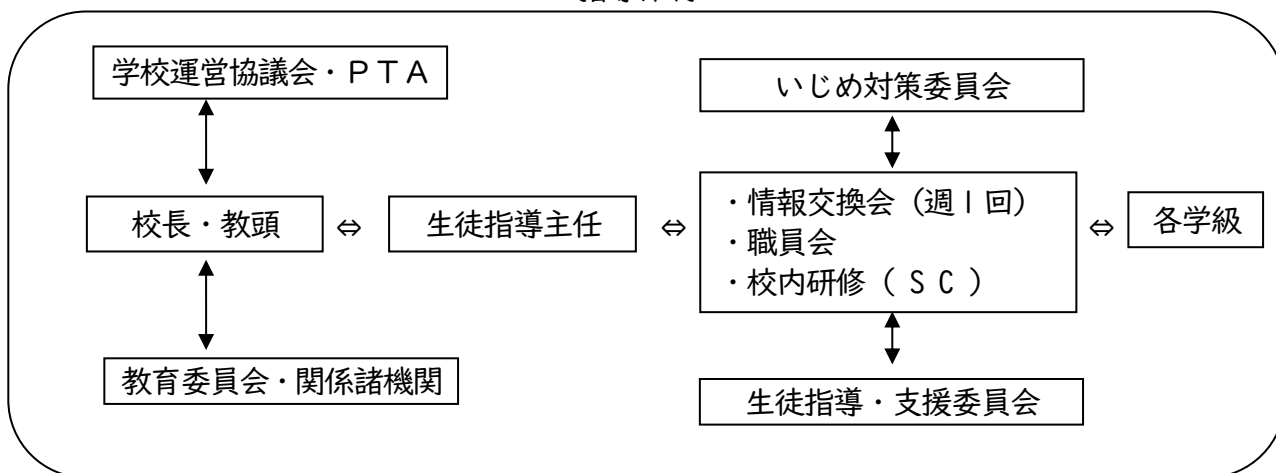 学校運営協議会・ＰＴＡ
いじめ対策委員会
校長・教頭 ⇔ 生徒指導主任 ⇔
・情報交換会（週１回）
・職員会
・校内研修（ＳＣ）
⇔ 各学級
教育委員会・関係諸機関
生徒指導・支援委員会